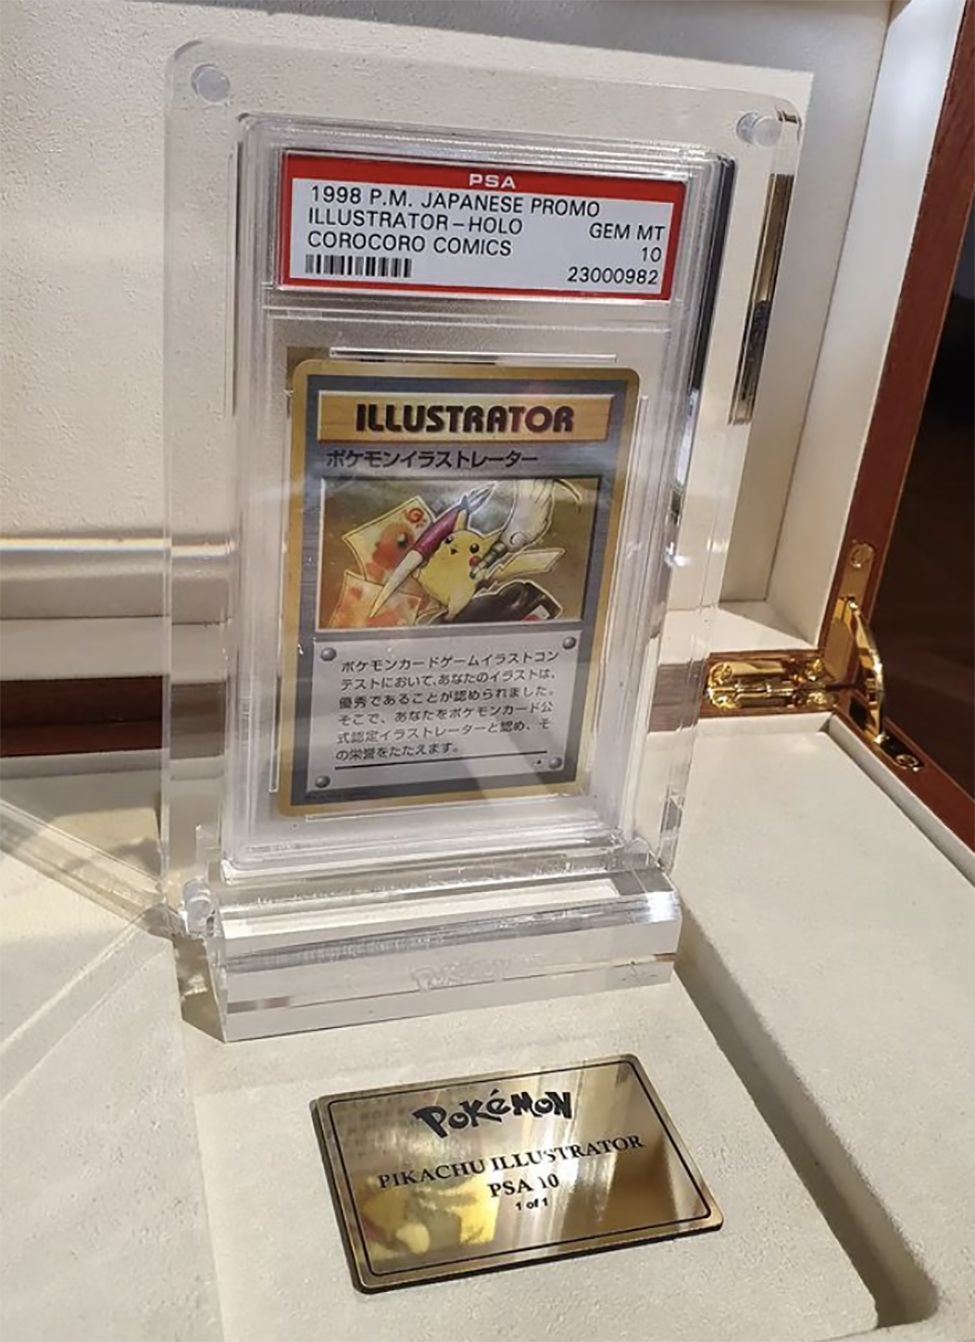 PSA
1998 P.M. JAPANESE PROMO
ILLUSTRATOR-HOLO GEM MT
COROCORO COMICS 10
23000982
ILLUSTRATOR
ポケモンイラストレーター
ポケモンカードゲームイラストコン
テストにおいて、あなたのイラストは、
優秀であることが認められました。
そこで、あなたをポケモンカード公
式認定イラストレーターと認め、そ
の栄誉をたたえます。
Pokémon
POKéMON
PIKACHU ILLUSTRATOR
PSA 10
1 of 1